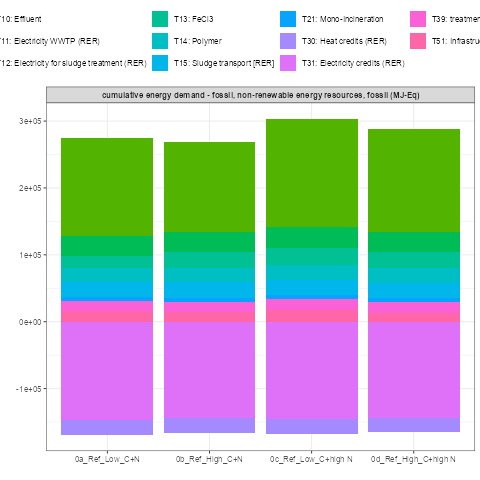 T10: Effluent
T13: FeCl3
T21: Mono-incineration
T39: treatme
T11: Electricity WWTP (RER)
T14: Polymer
T30: Heat credits (RER)
T51: Infrastru
T12: Electricity for sludge treatment (RER)
T15: Sludge transport [RER]
T31: Electricity credits (RER)
cumulative energy demand - fossil, non-renewable energy resources, fossil (MJ-Eq)
3e+05
2e+05
1e+05
0e+00
-1e+05
0a_Ref_Low_C+N
0b_Ref_High_C+N
0c_Ref_Low_C+high N
0d_Ref_High_C+high N